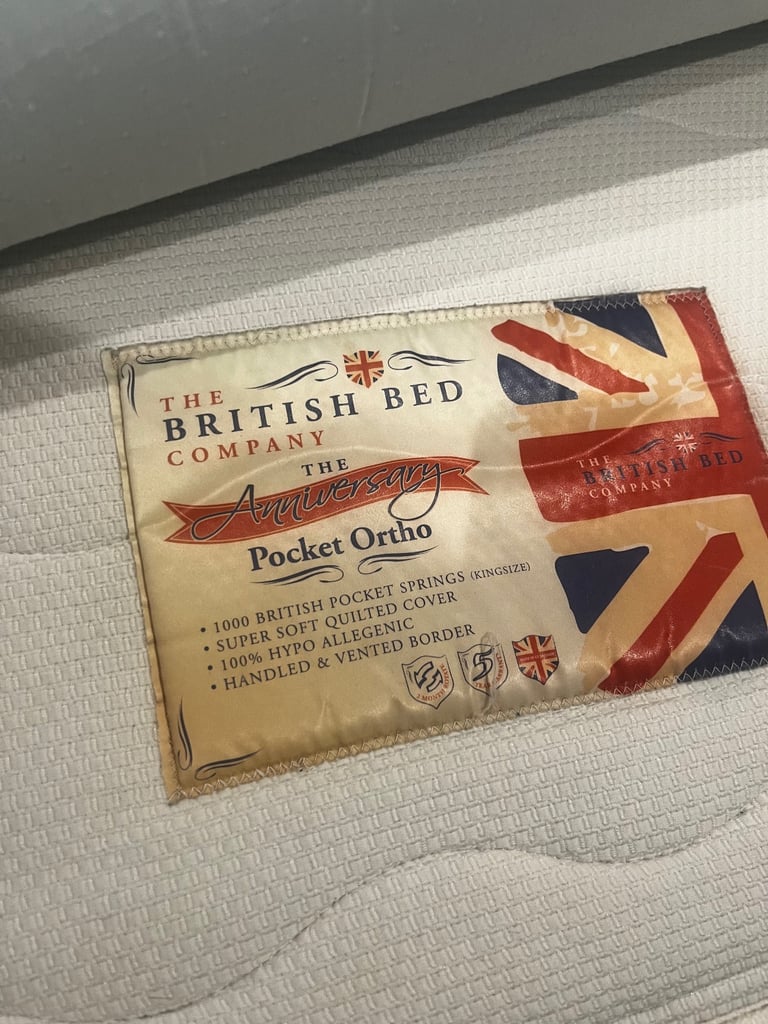 THE
BRITISH BED
COMPANY
THE
Anniversary
Pocket Ortho
• 1000 BRITISH POCKET SPRINGS (KINGSIZE)
• SUPER SOFT QUILTED COVER
• 100% HYPO ALLEGENIC
• HANDLED & VENTED BORDER
5
THE
BRITISH BED
COMPANY